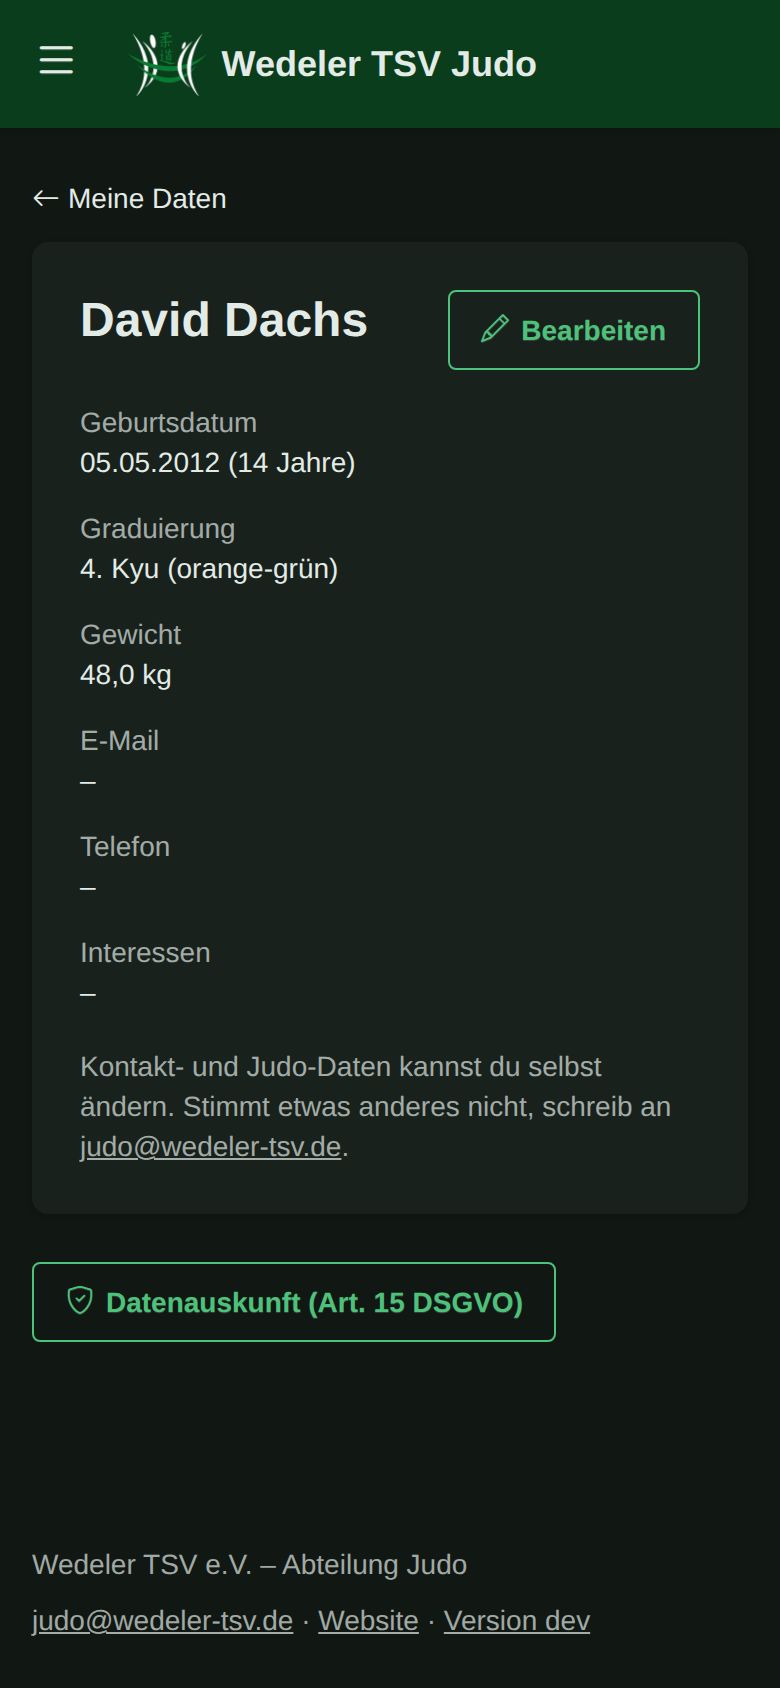 柔道
Wedeler TSV Judo
← Meine Daten
David Dachs
Bearbeiten
Geburtsdatum
05.05.2012 (14 Jahre)
Graduierung
4. Kyu (orange-grün)
Gewicht
48,0 kg
E-Mail
–
Telefon
–
Interessen
–
Kontakt- und Judo-Daten kannst du selbst
ändern. Stimmt etwas anderes nicht, schreib an
judo@wedeler-tsv.de.
Datenauskunft (Art. 15 DSGVO)
Wedeler TSV e.V. – Abteilung Judo
judo@wedeler-tsv.de · Website · Version dev